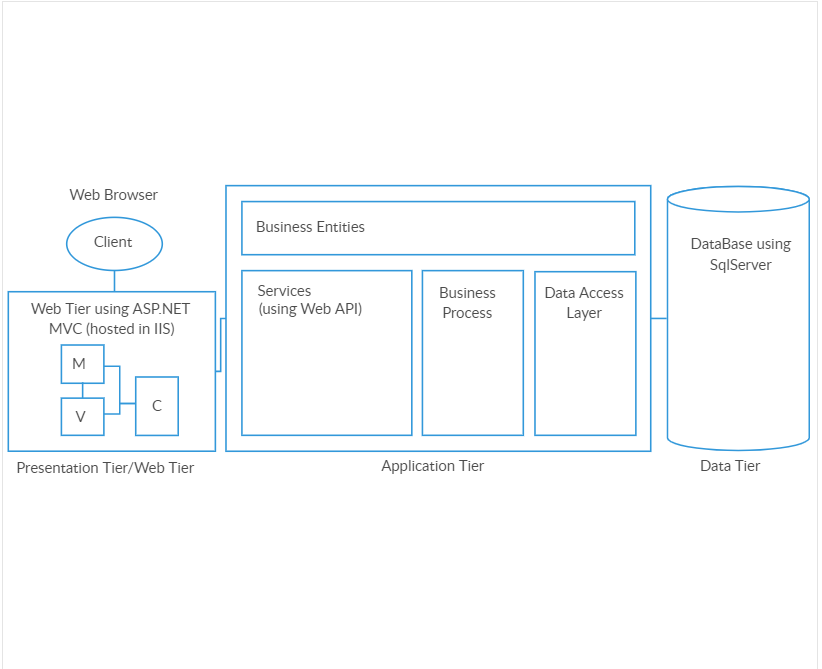 Web Browser
Client
Web Tier using ASP.NET
MVC (hosted in IIS)
M
V
C
Presentation Tier/Web Tier
Business Entities
Services
(using Web API)
Business
Process
Data Access
Layer
Application Tier
DataBase using
SqlServer
Data Tier